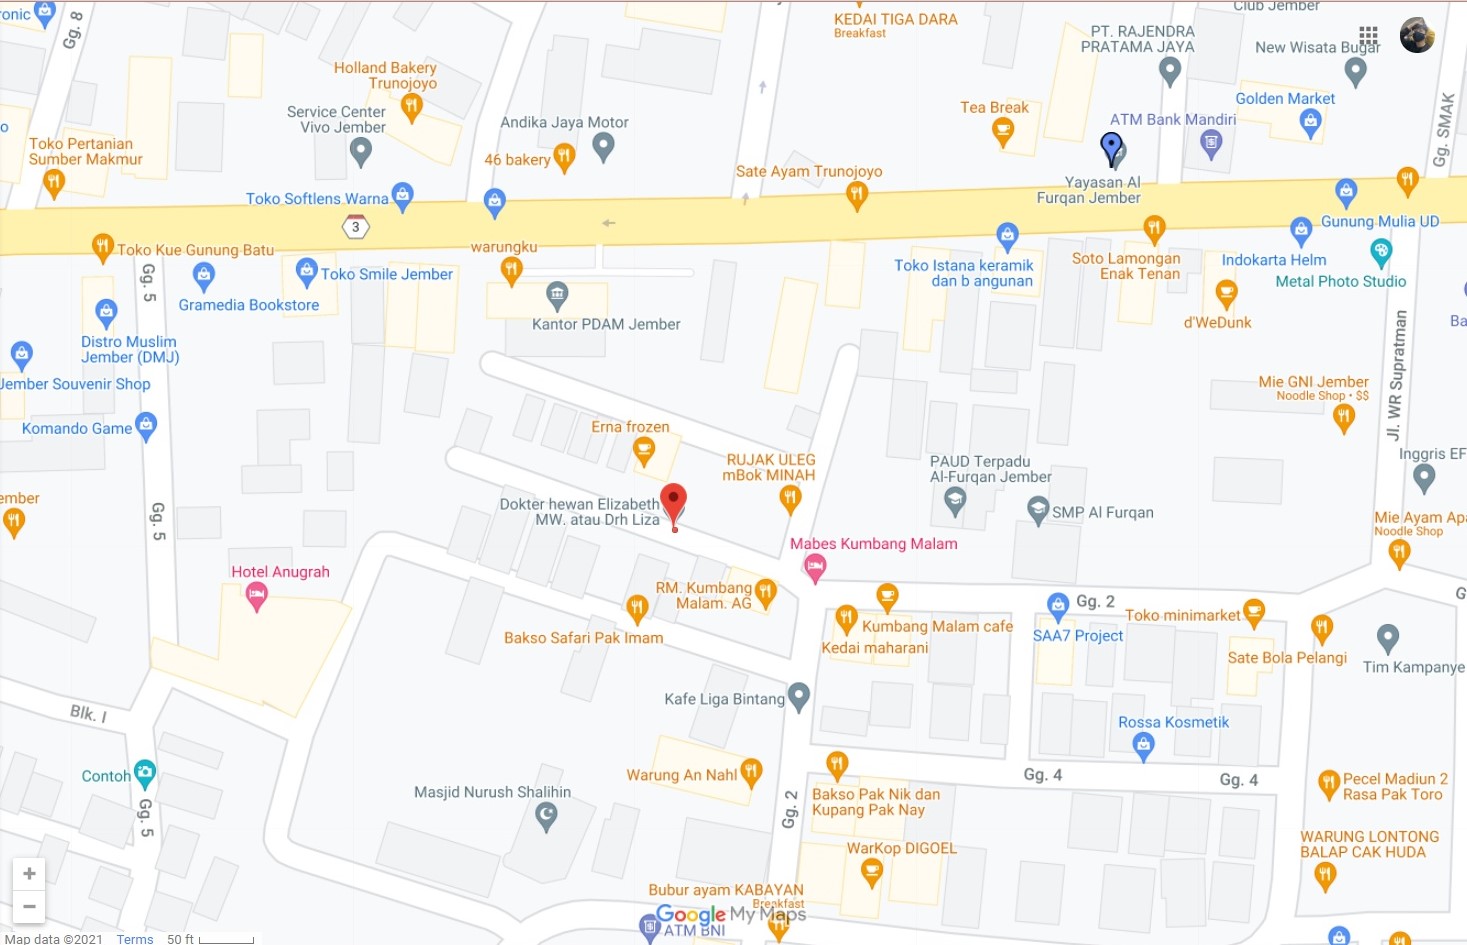 ronic
Gg. 8
KEDAI TIGA DARA
Breakfast
Club Jember
PT. RAJENDRA
PRATAMA JAYA
New Wisata Bugar
Holland Bakery
Trunojoyo
Golden Market
Gg. SMAK
Service Center
Vivo Jember
Tea Break
ATM Bank Mandiri
Andika Jaya Motor
o
Toko Pertanian
Sumber Makmur
46 bakery
Sate Ayam Trunojoyo
Yayasan Al
Furqan Jember
Toko Softlens Warna
3
Gunung Mulia UD
Toko Kue Gunung Batu
warungku
Toko Istana keramik
dan b angunan
Soto Lamongan
Enak Tenan
Indokarta Helm
Gg. 5
Toko Smile Jember
Metal Photo Studio
Gramedia Bookstore
Kantor PDAM Jember
d'WeDunk
Ba
Distro Muslim
Jember (DMJ)
Jl. WR Supratman
Jember Souvenir Shop
Mie GNI Jember
Noodle Shop • $$
Komando Game
Erna frozen
RUJAK ULEG
mBok MINAH
PAUD Terpadu
Al-Furqan Jember
Inggris EF
ember
Dokter hewan Elizabeth
MW. atau Drh Liza
SMP Al Furqan
Mie Ayam Apa
Noodle Shop
Gg. 5
Mabes Kumbang Malam
Hotel Anugrah
RM. Kumbang
Malam. AG
Gg. 2
G
Toko minimarket
Kumbang Malam cafe
Bakso Safari Pak Imam
SAA7 Project
Kedai maharani
Sate Bola Pelangi
Tim Kampanye
Kafe Liga Bintang
Blk. I
Rossa Kosmetik
Contoh
Warung An Nahl
Gg. 4
Gg. 4
Pecel Madiun 2
Rasa Pak Toro
Masjid Nurush Shalihin
Bakso Pak Nik dan
Kupang Pak Nay
Gg. 2
Gg. 5
WARUNG LONTONG
BALAP CAK HUDA
WarKop DIGOEL
+
Bubur ayam KABAYAN
Breakfast
−
Google My Maps
ATM BNI
Map data ©2021 Terms 50 ft